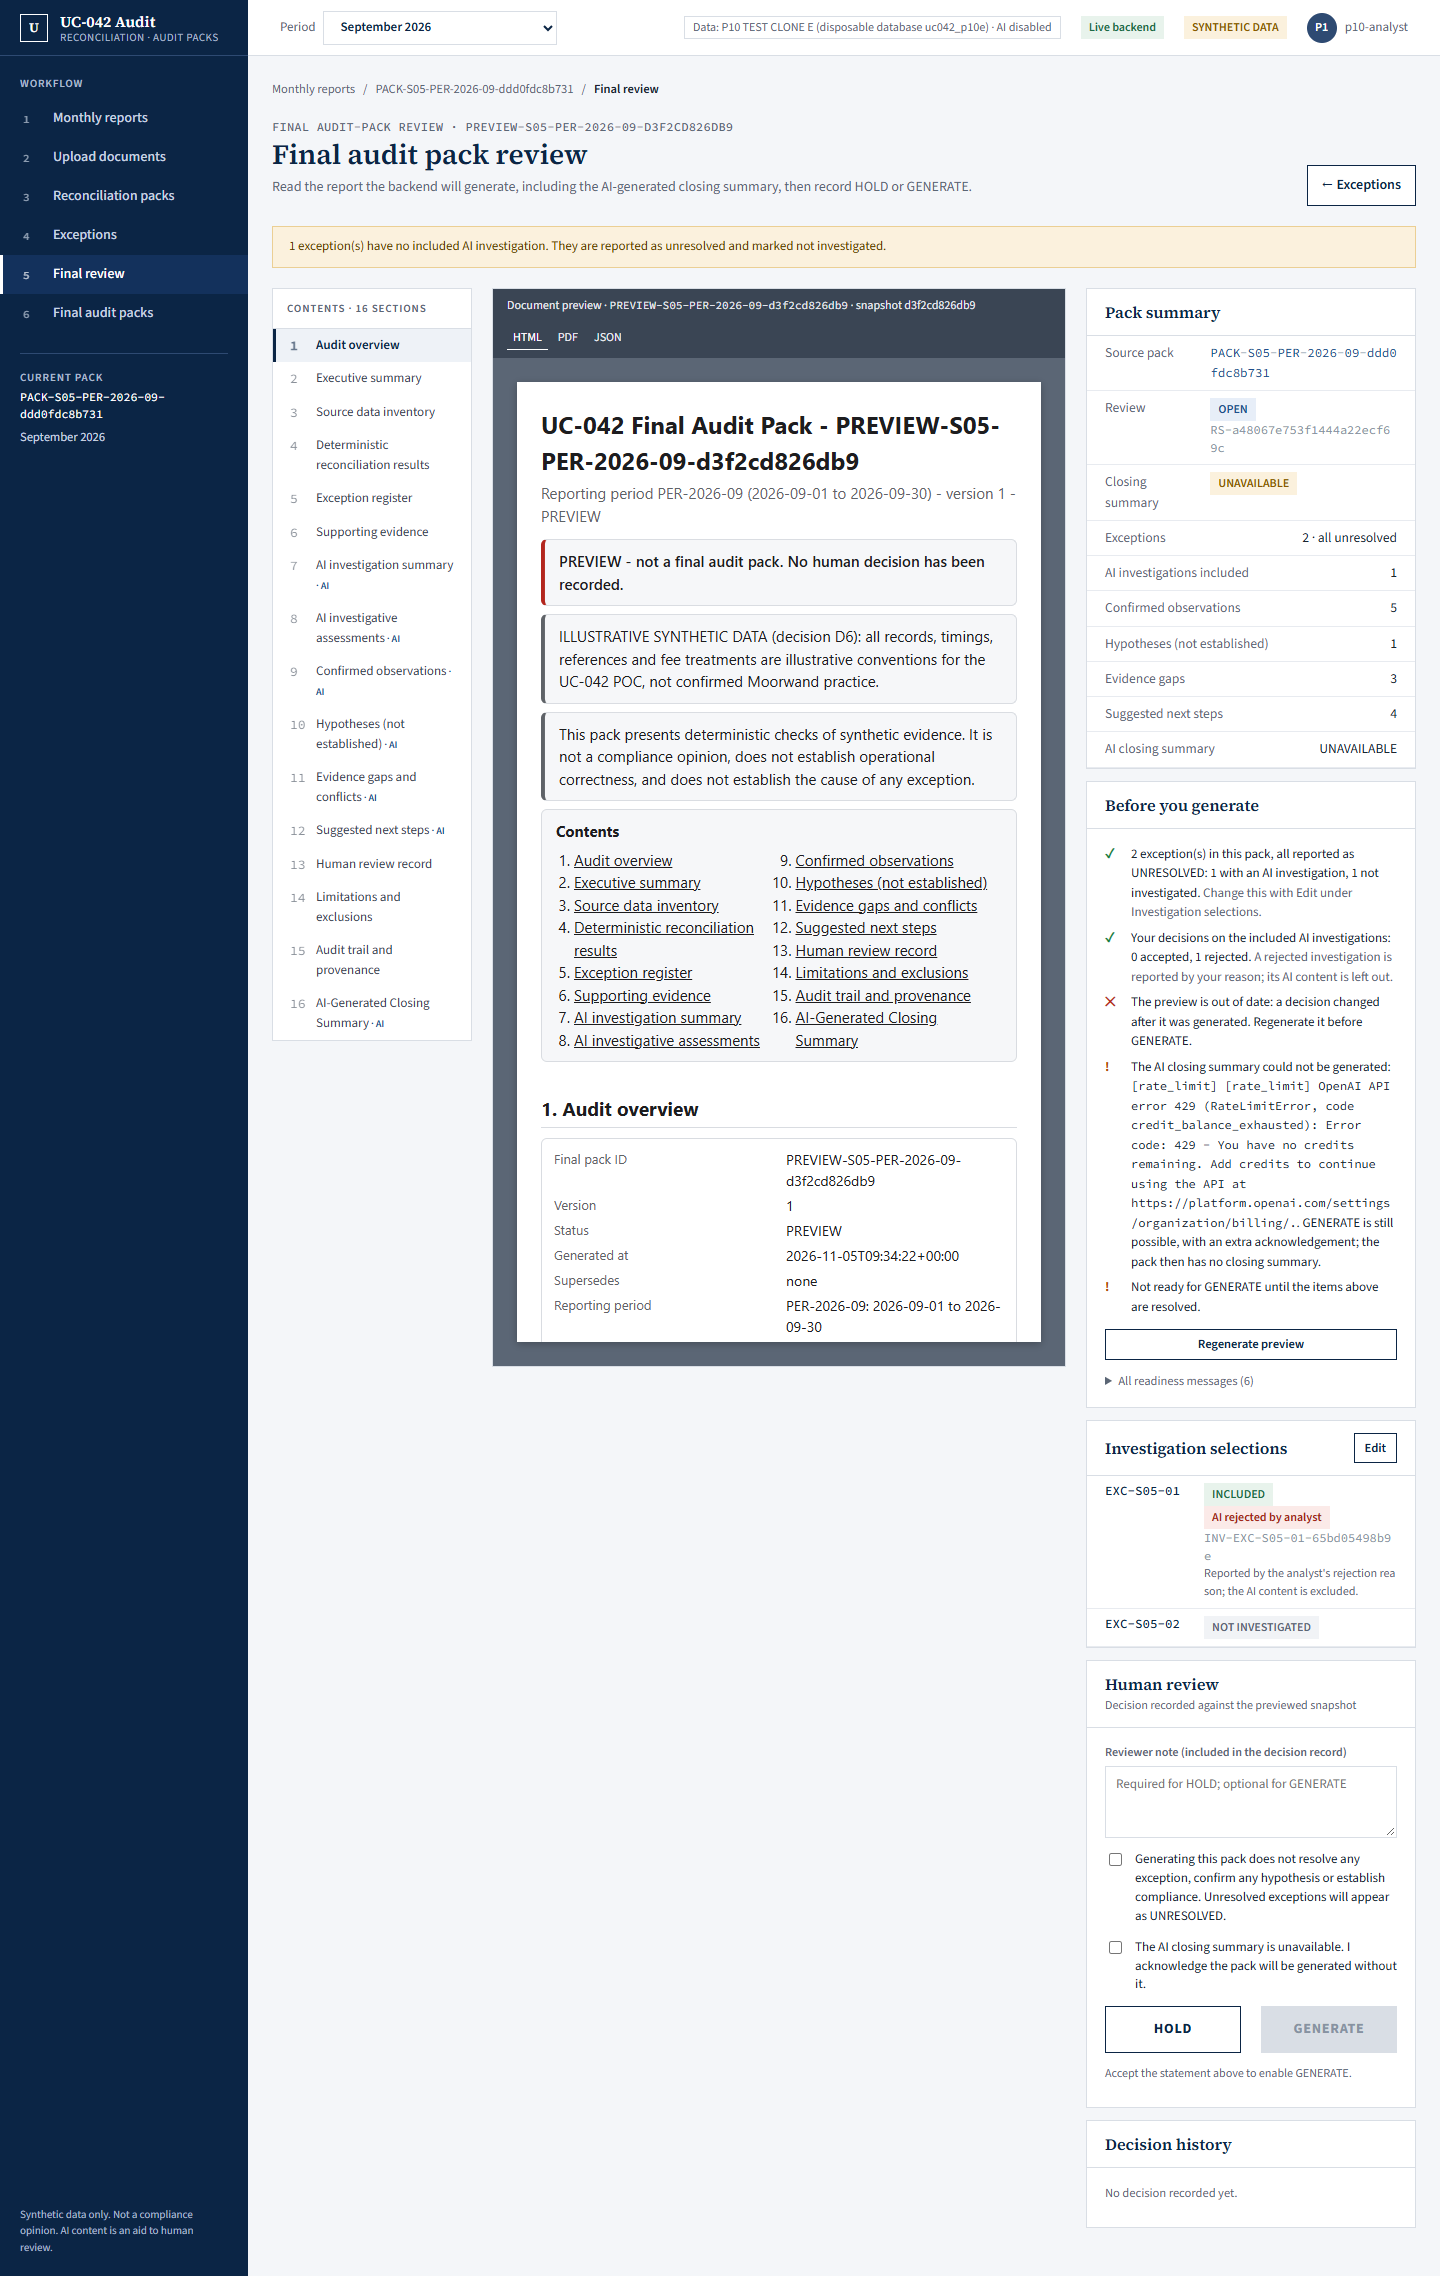 U
UC-042 Audit
RECONCILIATION · AUDIT PACKS
WORKFLOW
1 Monthly reports
2 Upload documents
3 Reconciliation packs
4 Exceptions
5 Final review
6 Final audit packs
CURRENT PACK
PACK-S05-PER-2026-09-
ddd0fdc8b731
September 2026
Synthetic data only. Not a compliance
opinion. AI content is an aid to human
review.
Period September 2026
Data: P10 TEST CLONE E (disposable database uc042_p10e) · AI disabled
Live backend
SYNTHETIC DATA
P1 p10-analyst
Monthly reports / PACK-S05-PER-2026-09-ddd0fdc8b731 / Final review
FINAL AUDIT-PACK REVIEW · PREVIEW-S05-PER-2026-09-D3F2CD826DB9
Final audit pack review
Read the report the backend will generate, including the AI-generated closing summary, then record HOLD or GENERATE.
← Exceptions
1 exception(s) have no included AI investigation. They are reported as unresolved and marked not investigated.
CONTENTS · 16 SECTIONS
1 Audit overview
2 Executive summary
3 Source data inventory
4 Deterministic
reconciliation results
5 Exception register
6 Supporting evidence
7 AI investigation summary
· AI
8 AI investigative
assessments · AI
9 Confirmed observations ·
AI
10 Hypotheses (not
established) · AI
11 Evidence gaps and
conflicts · AI
12 Suggested next steps · AI
13 Human review record
14 Limitations and
exclusions
15 Audit trail and
provenance
16 AI-Generated Closing
Summary · AI
Document preview · PREVIEW-S05-PER-2026-09-d3f2cd826db9 · snapshot d3f2cd826db9
HTML PDF JSON
UC-042 Final Audit Pack - PREVIEW-S05-
PER-2026-09-d3f2cd826db9
Reporting period PER-2026-09 (2026-09-01 to 2026-09-30) - version 1 -
PREVIEW
PREVIEW - not a final audit pack. No human decision has been
recorded.
ILLUSTRATIVE SYNTHETIC DATA (decision D6): all records, timings,
references and fee treatments are illustrative conventions for the
UC-042 POC, not confirmed Moorwand practice.
This pack presents deterministic checks of synthetic evidence. It is
not a compliance opinion, does not establish operational
correctness, and does not establish the cause of any exception.
Contents
1. Audit overview
2. Executive summary
3. Source data inventory
4. Deterministic reconciliation
results
5. Exception register
6. Supporting evidence
7. AI investigation summary
8. AI investigative assessments
9. Confirmed observations
10. Hypotheses (not established)
11. Evidence gaps and conflicts
12. Suggested next steps
13. Human review record
14. Limitations and exclusions
15. Audit trail and provenance
16. AI-Generated Closing
Summary
1. Audit overview
Final pack ID PREVIEW-S05-PER-2026-09-
d3f2cd826db9
Version 1
Status PREVIEW
Generated at 2026-11-05T09:34:22+00:00
Supersedes none
Reporting period PER-2026-09: 2026-09-01 to 2026-
09-30
Pack summary
Source pack PACK-S05-PER-2026-09-ddd0
fdc8b731
Review OPEN
RS-a48067e753f1444a22ecf6
9c
Closing UNAVAILABLE
summary
Exceptions 2 · all unresolved
AI investigations included 1
Confirmed observations 5
Hypotheses (not established) 1
Evidence gaps 3
Suggested next steps 4
AI closing summary UNAVAILABLE
Before you generate
✓ 2 exception(s) in this pack, all reported as
UNRESOLVED: 1 with an AI investigation, 1 not
investigated. Change this with Edit under
Investigation selections.
✓ Your decisions on the included AI investigations:
0 accepted, 1 rejected. A rejected investigation is
reported by your reason; its AI content is left out.
✕ The preview is out of date: a decision changed
after it was generated. Regenerate it before
GENERATE.
! The AI closing summary could not be generated:
[rate_limit] [rate_limit] OpenAI API
error 429 (RateLimitError, code
credit_balance_exhausted): Error
code: 429 - You have no credits
remaining. Add credits to continue
using the API at
https://platform.openai.com/settings
/organization/billing/.. GENERATE is still
possible, with an extra acknowledgement; the
pack then has no closing summary.
! Not ready for GENERATE until the items above
are resolved.
Regenerate preview
▶ All readiness messages (6)
Investigation selections
Edit
EXC-S05-01 INCLUDED
AI rejected by analyst
INV-EXC-S05-01-65bd05498b9
e
Reported by the analyst's rejection rea
son; the AI content is excluded.
EXC-S05-02 NOT INVESTIGATED
Human review
Decision recorded against the previewed snapshot
Reviewer note (included in the decision record)
Required for HOLD; optional for GENERATE
Generating this pack does not resolve any
exception, confirm any hypothesis or establish
compliance. Unresolved exceptions will appear
as UNRESOLVED.
The AI closing summary is unavailable. I
acknowledge the pack will be generated without
it.
HOLD GENERATE
Accept the statement above to enable GENERATE.
Decision history
No decision recorded yet.